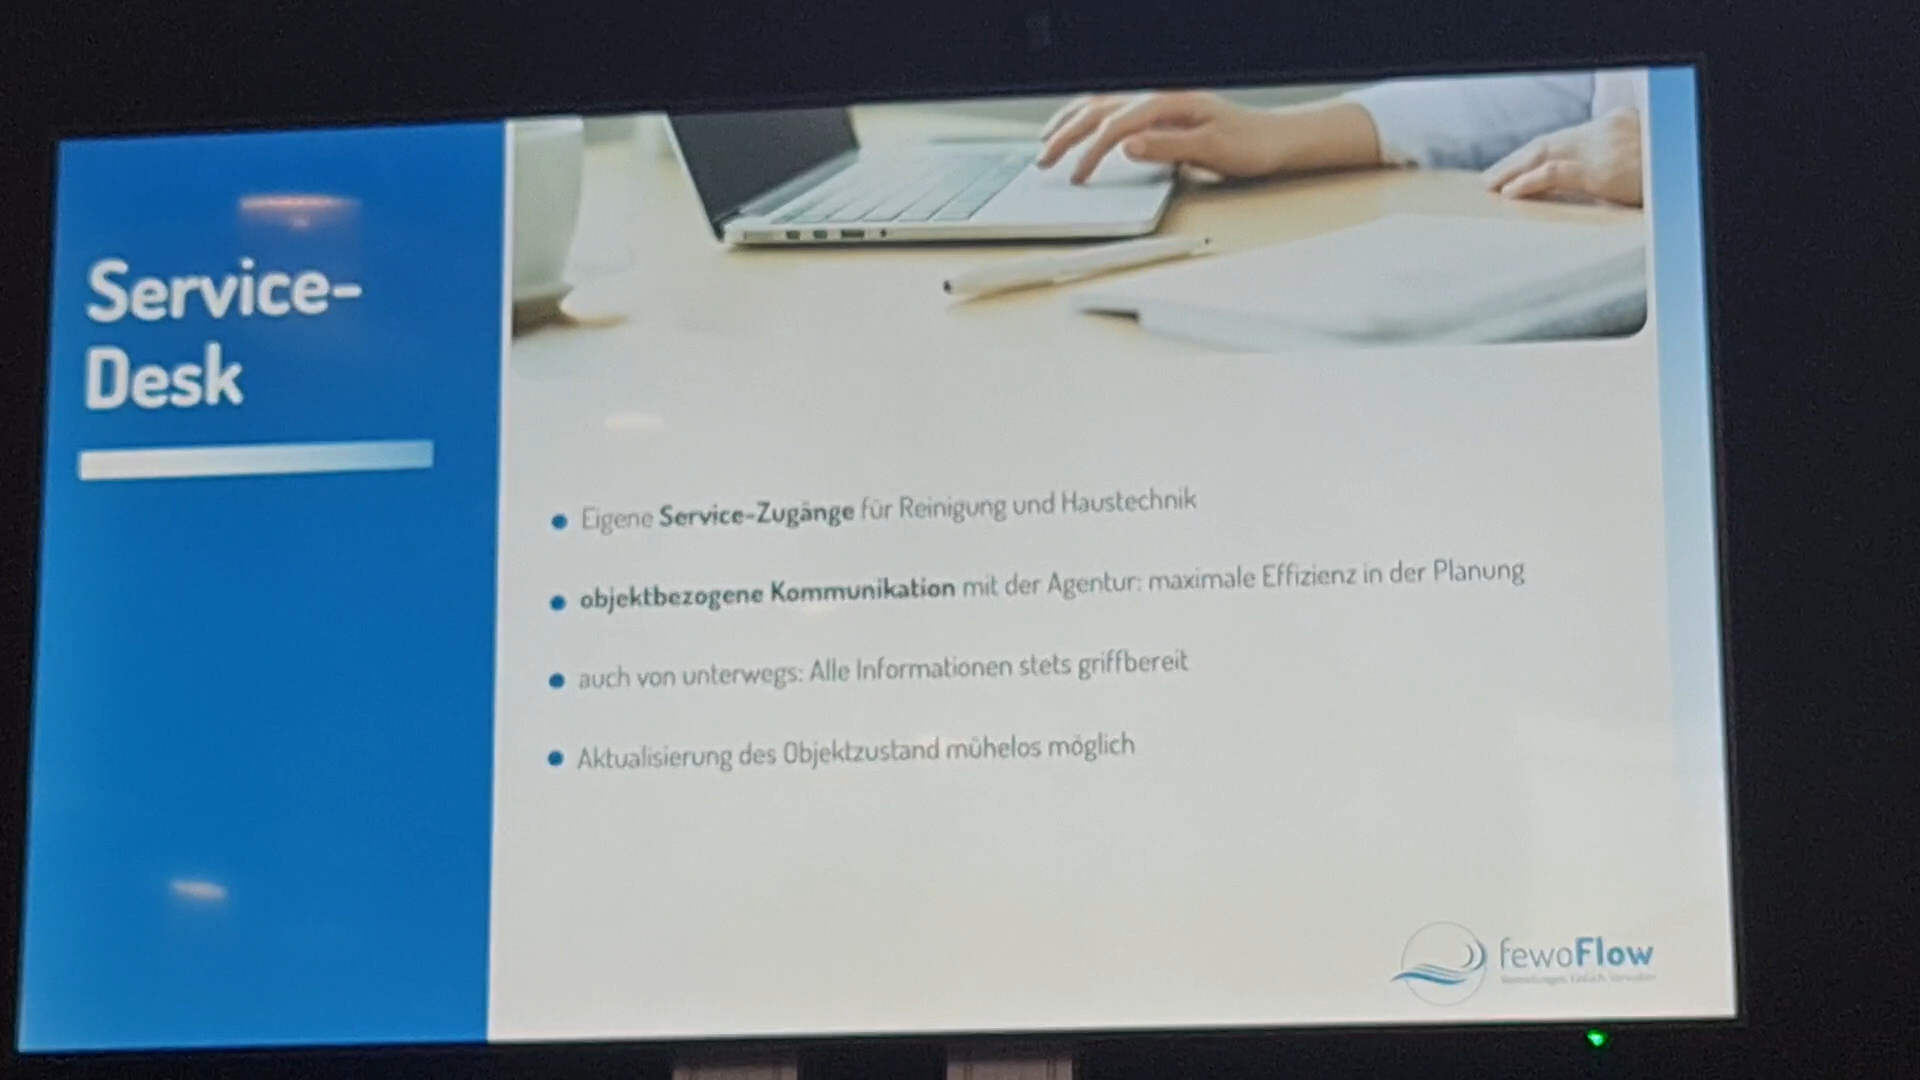 Service-
Desk
Eigene Service-Zugänge für Reinigung und Haustechnik
objektbezogene Kommunikation mit der Agentur: maximale Effizienz in der Planung
auch von unterwegs: Alle Informationen stets griffbereit
Aktualisierung des Objektzustand mühelos möglich
fewoFlow